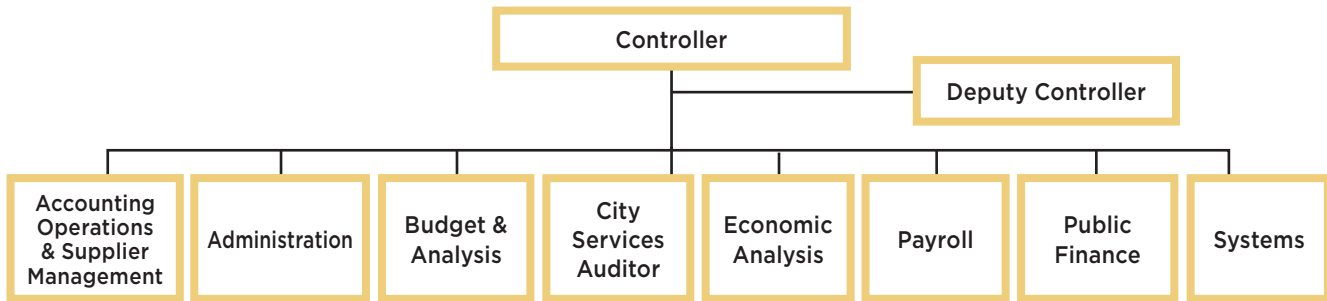 Controller
Deputy Controller
Accounting
Operations
& Supplier
Management
Administration
Budget &
Analysis
City
Services
Auditor
Economic
Analysis
Payroll
Public
Finance
Systems